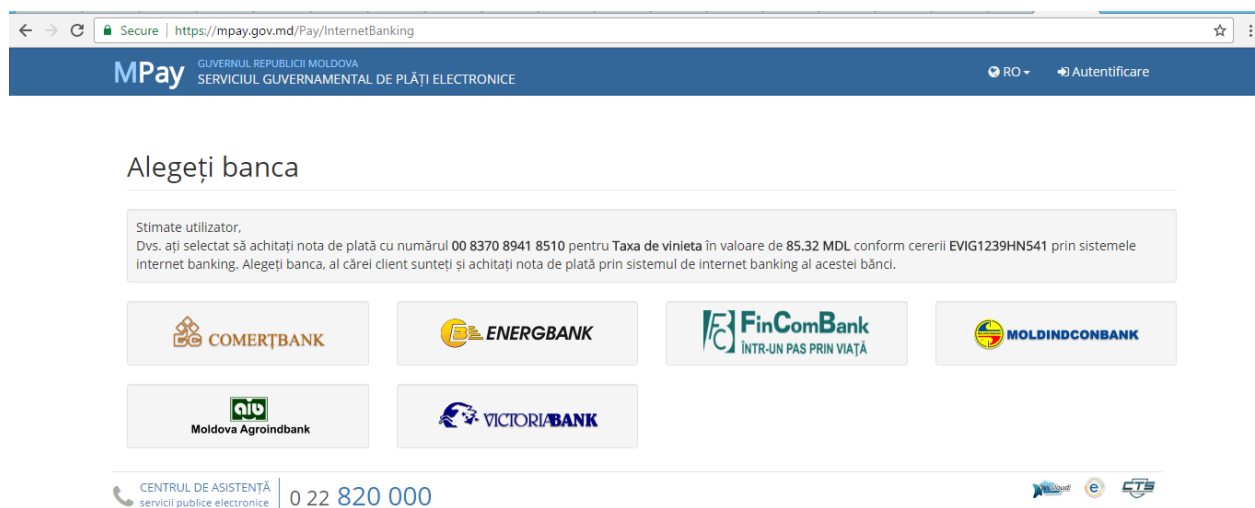 Secure | https://mpay.gov.md/Pay/InternetBanking
MPay GUVERNUL REPUBLICII MOLDOVA
SERVICIUL GUVERNAMENTAL DE PLĂȚI ELECTRONICE
RO Autentificare
Alegeți banca
Stimate utilizator,
Dvs. ați selectat să achitați nota de plată cu numărul 00 8370 8941 8510 pentru Taxa de vinieta în valoare de 85.32 MDL conform cererii EVIG1239HN541 prin sistemele
internet banking. Alegeți banca, al cărei client sunteți și achitați nota de plată prin sistemul de internet banking al acestei bănci.
COMERȚBANK
ENERGBANK
FinComBank
ÎNTR-UN PAS PRIN VIAȚĂ
MOLDINDCONBANK
aib
Moldova Agroindbank
VICTORIABANK
CENTRUL DE ASISTENȚĂ
servicii publice electronice
0 22 820 000
e
CTS